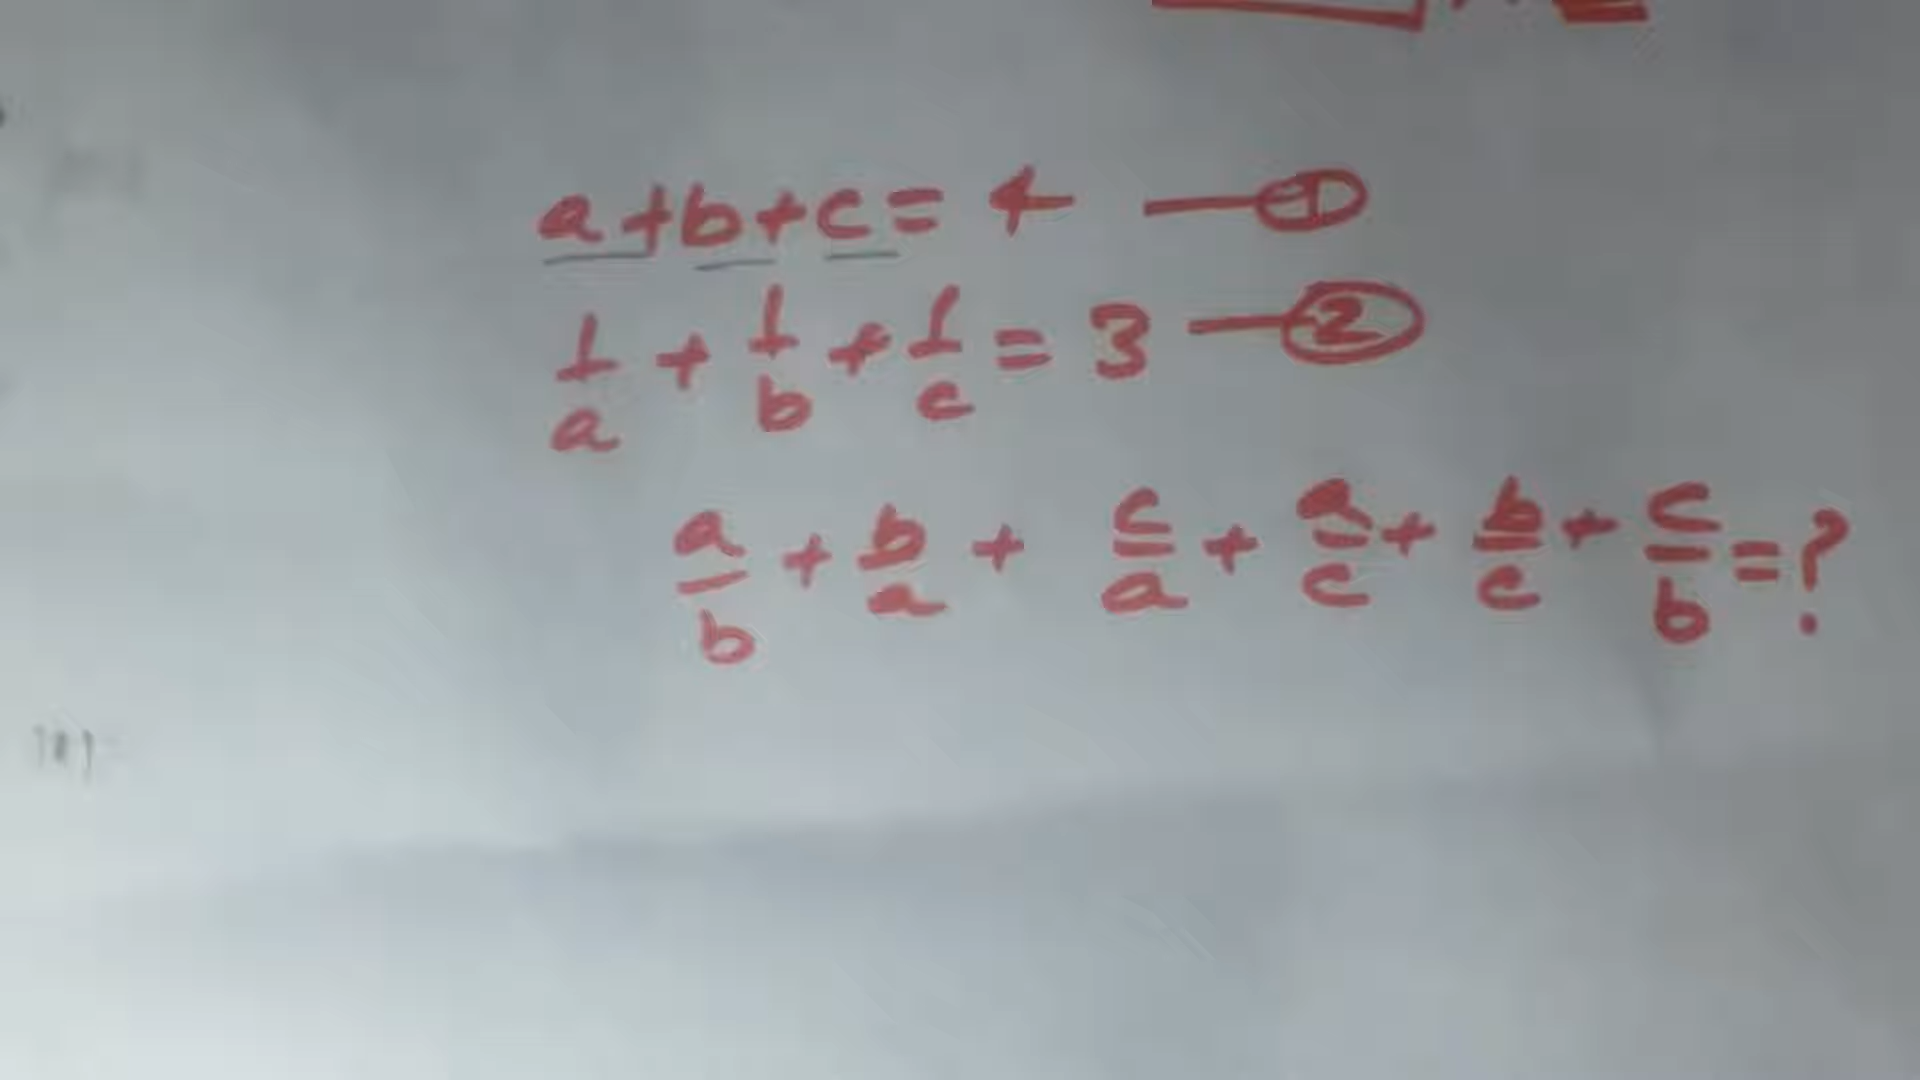 a+b+c= 4 — ①
1/a + 1/b + 1/c = 3 — ②
a/b + b/a + c/a + a/c + b/c + c/b = ?